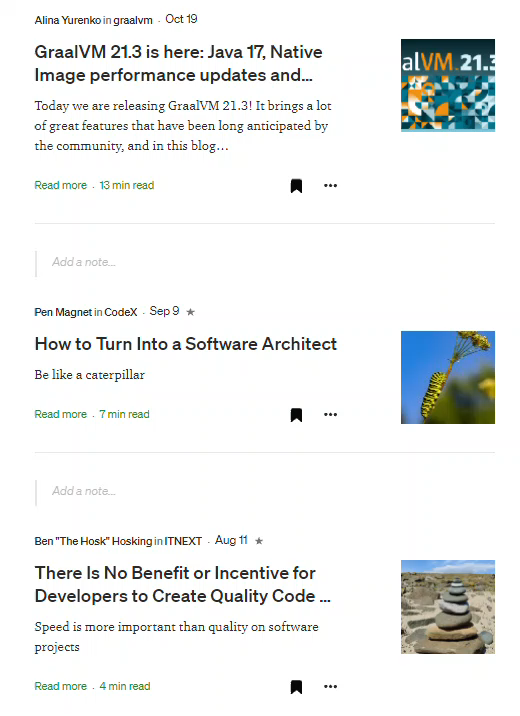 Alina Yurenko in graalvm · Oct 19
GraalVM 21.3 is here: Java 17, Native
Image performance updates and...
alVM 21.3
Today we are releasing GraalVM 21.3! It brings a lot
of great features that have been long anticipated by
the community, and in this blog...
Read more · 13 min read
Add a note...
Pen Magnet in CodeX · Sep 9 ★
How to Turn Into a Software Architect
Be like a caterpillar
Read more · 7 min read
Add a note...
Ben "The Hosk" Hosking in ITNEXT · Aug 11 ★
There Is No Benefit or Incentive for
Developers to Create Quality Code ...
Speed is more important than quality on software
projects
Read more · 4 min read